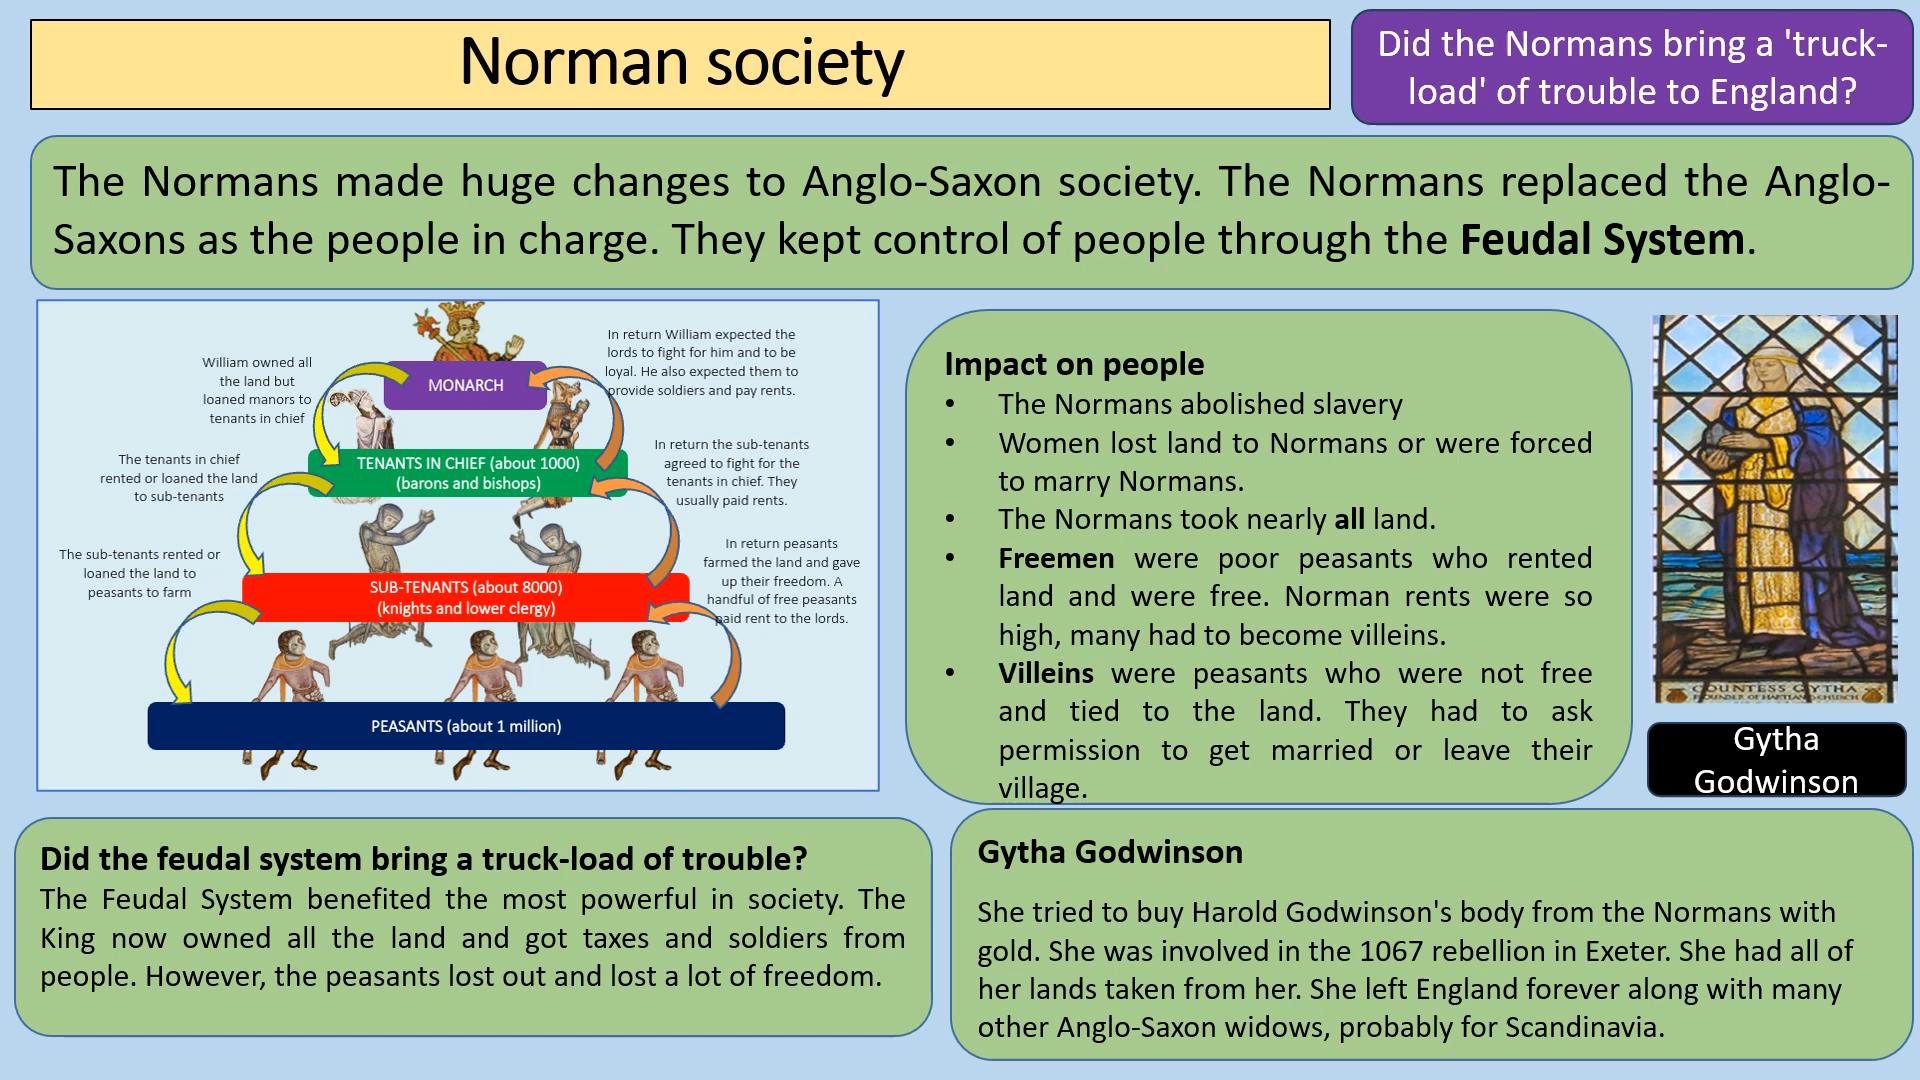 Norman society
Did the Normans bring a 'truck-
load' of trouble to England?
The Normans made huge changes to Anglo-Saxon society. The Normans replaced the Anglo-
Saxons as the people in charge. They kept control of people through the Feudal System.
William owned all
the land but
loaned manors to
tenants in chief
MONARCH
In return William expected the
lords to fight for him and to be
loyal. He also expected them to
provide soldiers and pay rents.
The tenants in chief
rented or loaned the land
to sub-tenants
TENANTS IN CHIEF (about 1000)
(barons and bishops)
In return the sub-tenants
agreed to fight for the
tenants in chief. They
usually paid rents.
The sub-tenants rented or
loaned the land to
peasants to farm
SUB-TENANTS (about 8000)
(knights and lower clergy)
In return peasants
farmed the land and gave
up their freedom. A
handful of free peasants
paid rent to the lords.
PEASANTS (about 1 million)
Impact on people
• The Normans abolished slavery
• Women lost land to Normans or were forced
to marry Normans.
• The Normans took nearly all land.
• Freemen were poor peasants who rented
land and were free. Norman rents were so
high, many had to become villeins.
• Villeins were peasants who were not free
and tied to the land. They had to ask
permission to get married or leave their
village.
COUNTESS GYTHA
FOUNDER OF HARTLAND CHURCH
Gytha
Godwinson
Did the feudal system bring a truck-load of trouble?
The Feudal System benefited the most powerful in society. The
King now owned all the land and got taxes and soldiers from
people. However, the peasants lost out and lost a lot of freedom.
Gytha Godwinson
She tried to buy Harold Godwinson's body from the Normans with
gold. She was involved in the 1067 rebellion in Exeter. She had all of
her lands taken from her. She left England forever along with many
other Anglo-Saxon widows, probably for Scandinavia.